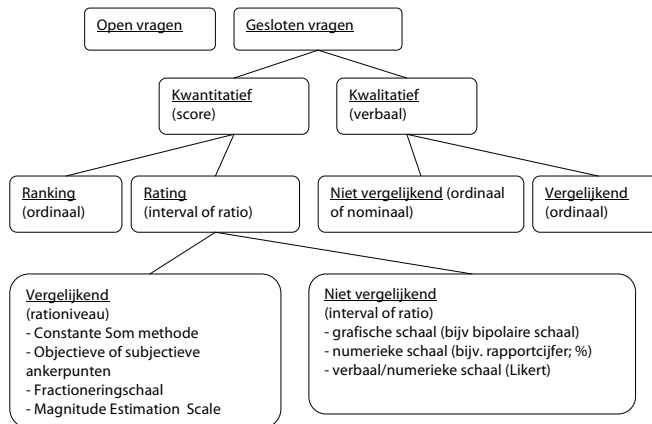 Open vragen
Gesloten vragen
Kwantitatief
(score)
Kwalitatief
(verbaal)
Ranking
(ordinaal)
Rating
(interval of ratio)
Niet vergelijkend (ordinaal
of nominaal)
Vergelijkend
(ordinaal)
Vergelijkend
(rationiveau)
- Constante Som methode
- Objectieve of subjectieve
ankerpunten
- Fractioneringschaal
- Magnitude Estimation Scale
Niet vergelijkend
(interval of ratio)
- grafische schaal (bijv bipolaire schaal)
- numerieke schaal (bijv. rapportcijfer; %)
- verbaal/numerieke schaal (Likert)